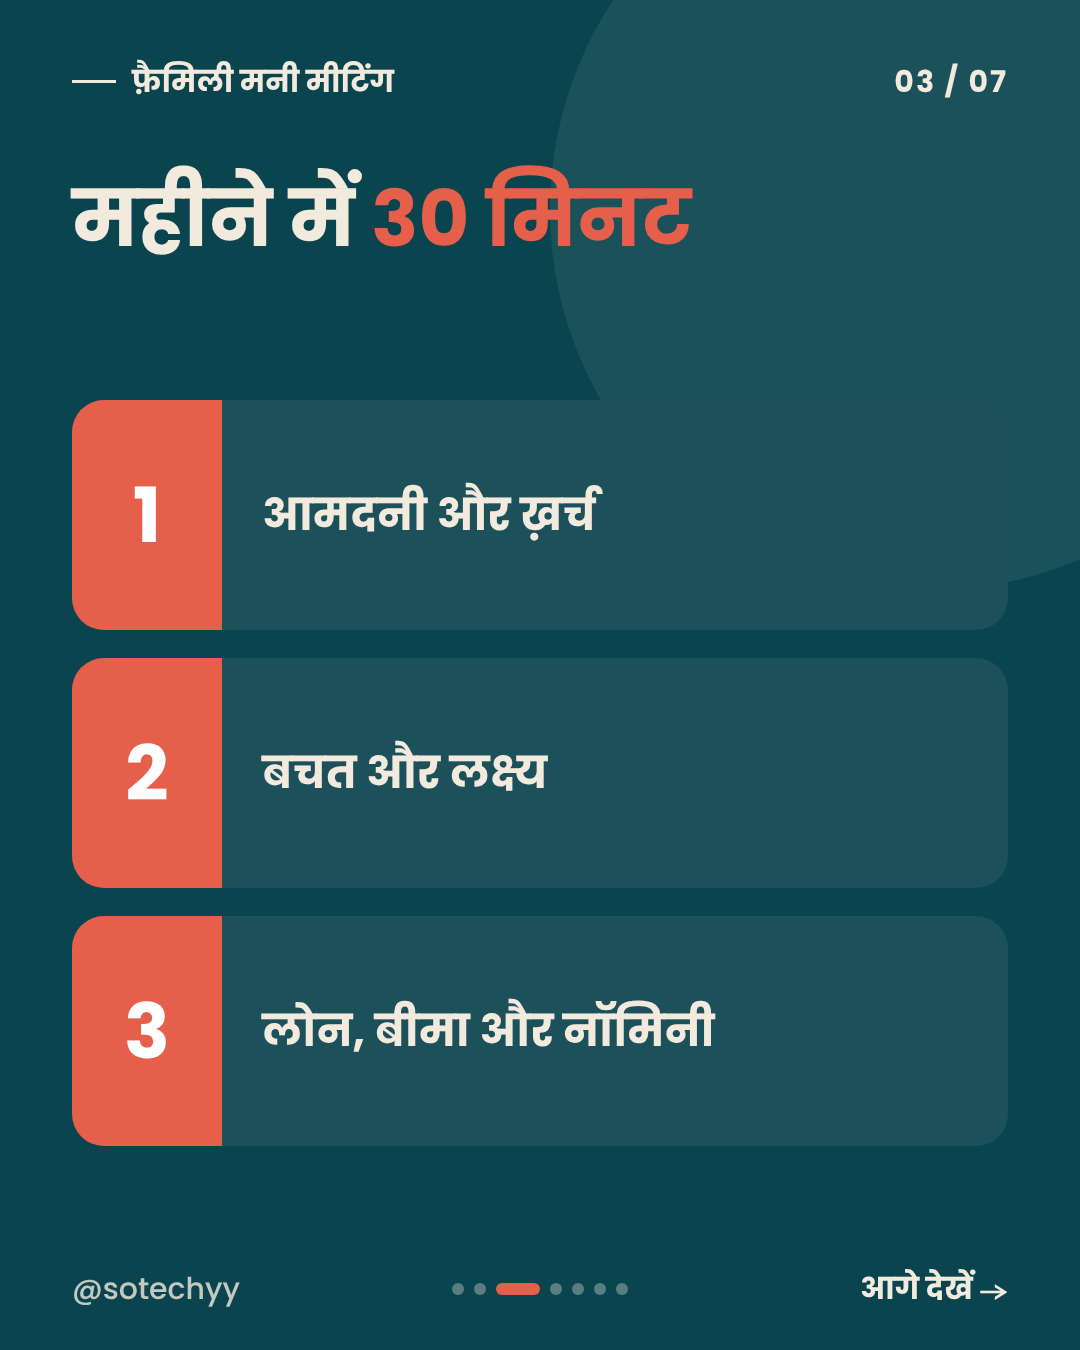 फ़ैमिली मनी मीटिंग
03 / 07
महीने में 30 मिनट
1
आमदनी और ख़र्च
2
बचत और लक्ष्य
3
लोन, बीमा और नॉमिनी
@sotechyy
आगे देखें →